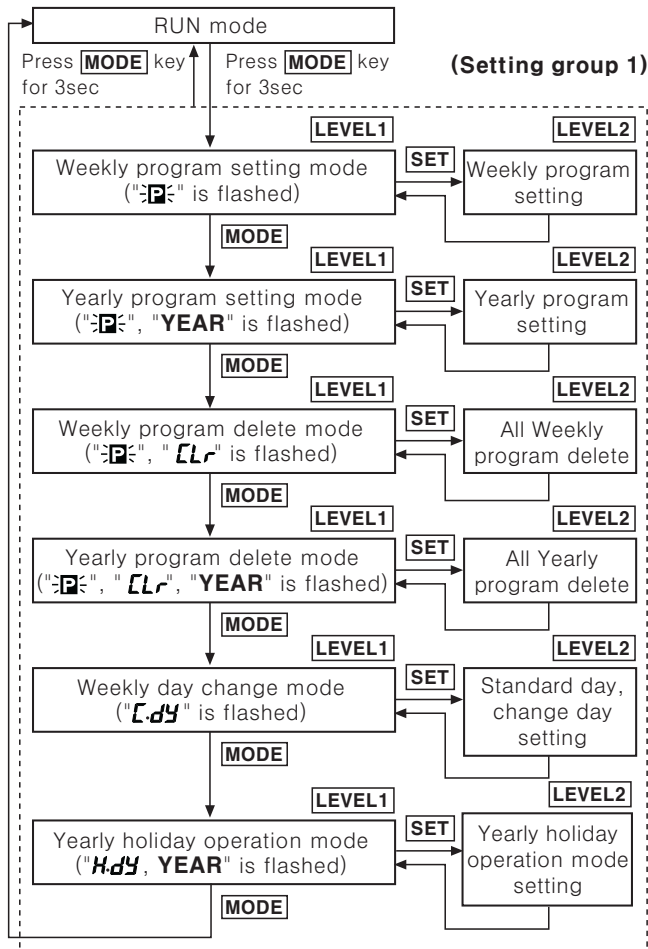 RUN mode
Press MODE key
for 3sec
Press MODE key
for 3sec
(Setting group 1)
LEVEL1
LEVEL2
Weekly program setting mode
("P" is flashed)
SET
Weekly program
setting
MODE
LEVEL1
LEVEL2
Yearly program setting mode
("P", "YEAR" is flashed)
SET
Yearly program
setting
MODE
LEVEL1
LEVEL2
Weekly program delete mode
("P", " CLr" is flashed)
SET
All Weekly
program delete
MODE
LEVEL1
LEVEL2
Yearly program delete mode
("P", " CLr", "YEAR" is flashed)
SET
All Yearly
program delete
MODE
LEVEL1
LEVEL2
Weekly day change mode
("C.dY" is flashed)
SET
Standard day,
change day
setting
MODE
LEVEL1
LEVEL2
Yearly holiday operation mode
("H.dY, YEAR" is flashed)
SET
Yearly holiday
operation mode
setting
MODE